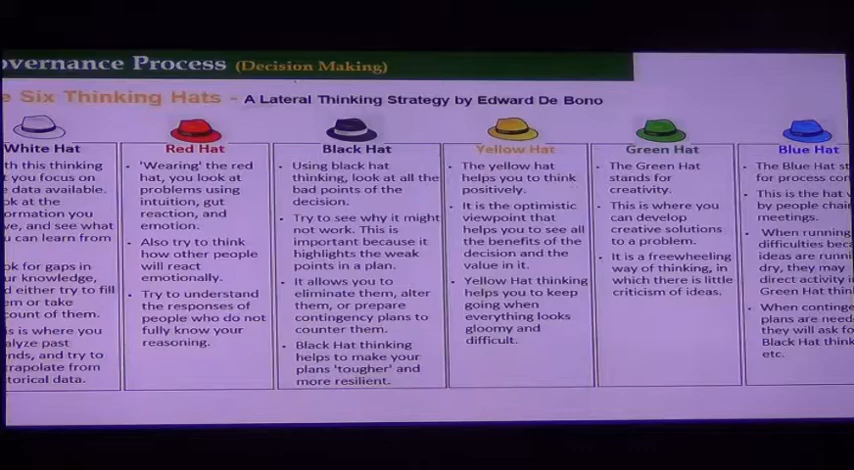 overnance Process (Decision Making)
e Six Thinking Hats - A Lateral Thinking Strategy by Edward De Bono
White Hat
th this thinking
t you focus on
e data available.
ok at the
ormation you
ve, and see what
u can learn from
ok for gaps in
ur knowledge,
d either try to fill
em or take
count of them.
is is where you
alyze past
nds, and try to
trapolate from
torical data.
Red Hat
• 'Wearing' the red
hat, you look at
problems using
intuition, gut
reaction, and
emotion.
• Also try to think
how other people
will react
emotionally.
• Try to understand
the responses of
people who do not
fully know your
reasoning.
Black Hat
• Using black hat
thinking, look at all the
bad points of the
decision.
• Try to see why it might
not work. This is
important because it
highlights the weak
points in a plan.
• It allows you to
eliminate them, alter
them, or prepare
contingency plans to
counter them.
• Black Hat thinking
helps to make your
plans 'tougher' and
more resilient.
Yellow Hat
• The yellow hat
helps you to think
positively.
• It is the optimistic
viewpoint that
helps you to see all
the benefits of the
decision and the
value in it.
• Yellow Hat thinking
helps you to keep
going when
everything looks
gloomy and
difficult.
Green Hat
• The Green Hat
stands for
creativity.
• This is where you
can develop
creative solutions
to a problem.
• It is a freewheeling
way of thinking, in
which there is little
criticism of ideas.
Blue Hat
• The Blue Hat st
for process con
• This is the hat w
by people chair
meetings.
• When running
difficulties beca
ideas are runni
dry, they may
direct activity i
Green Hat thin
• When continge
plans are need
they will ask fo
Black Hat think
etc.